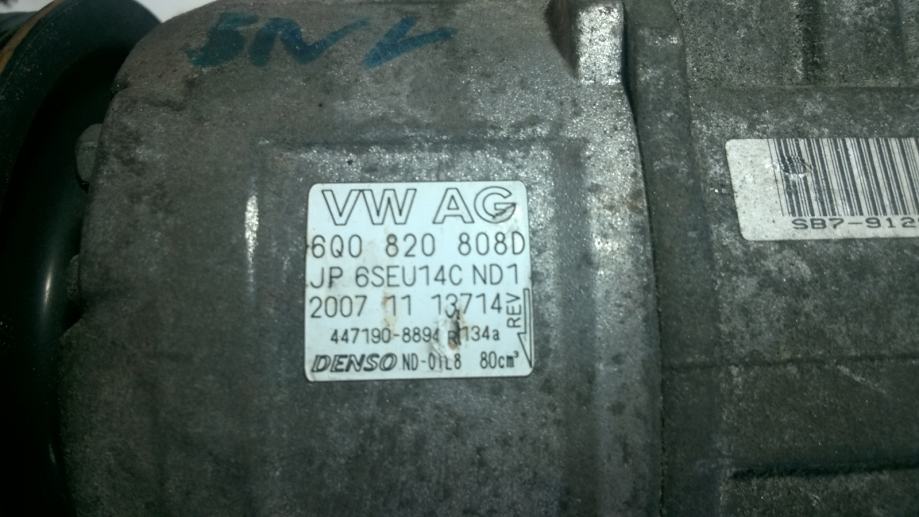 VW AG
6Q0 820 808D
JP 6SEU14C ND1
2007 11 13714
REV
447190-8894 R134a
DENSO ND-OIL8 80cm³
SB7-912